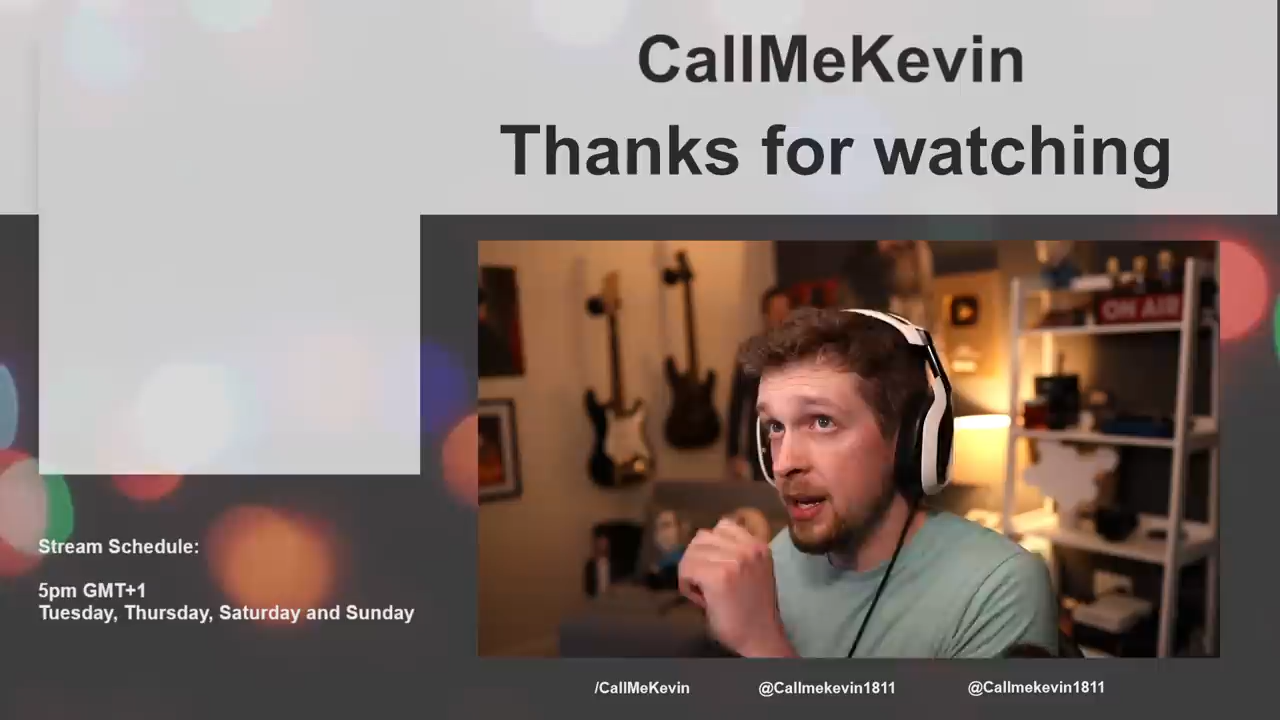 CallMeKevin
Thanks for watching
ON AIR
Stream Schedule:
5pm GMT+1
Tuesday, Thursday, Saturday and Sunday
/CallMeKevin
@Callmekevin1811
@Callmekevin1811